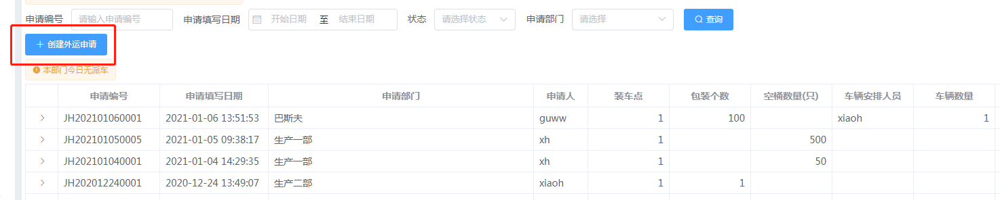 申请编号 请输入申请编号 申请填写日期 开始日期 至 结束日期 状态 请选择状态 申请部门 请选择 查询
创建外运申请
本部门今日无派车
申请编号 申请填写日期 申请部门 申请人 装车点 包装个数 空桶数量(只) 车辆安排人员 车辆数量
JH202101060001 2021-01-06 13:51:53 巴斯夫 guww 1 100 xiaoh 1
JH202101050005 2021-01-05 09:38:17 生产一部 xh 1 500
JH202101040001 2021-01-04 14:29:35 生产一部 xh 1 50
JH202012240001 2020-12-24 13:49:07 生产二部 xiaoh 1 1